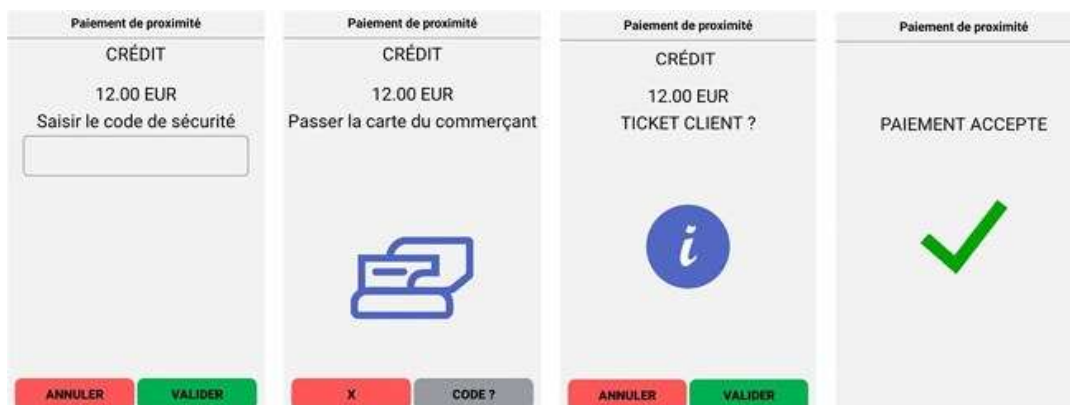 Paiement de proximité
CRÉDIT
12.00 EUR
Saisir le code de sécurité
ANNULER
VALIDER
Paiement de proximité
CRÉDIT
12.00 EUR
Passer la carte du commerçant
X
CODE ?
Paiement de proximité
CRÉDIT
12.00 EUR
TICKET CLIENT ?
i
ANNULER
VALIDER
Paiement de proximité
PAIEMENT ACCEPTE